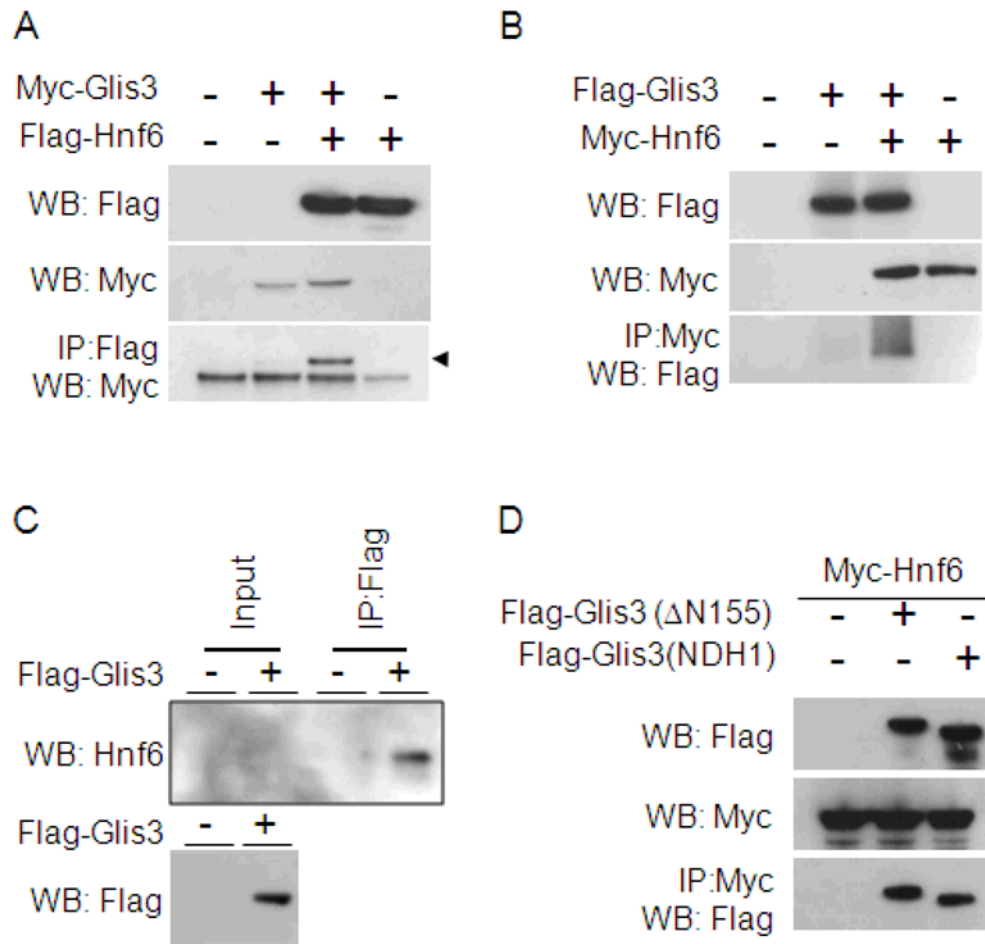 A
Myc-Glis3 - + + -
Flag-Hnf6 - - + +
WB: Flag
WB: Myc
IP:Flag
WB: Myc
B
Flag-Glis3 - + + -
Myc-Hnf6 - - + +
WB: Flag
WB: Myc
IP:Myc
WB: Flag
C
Input
IP:Flag
Flag-Glis3 - + - +
WB: Hnf6
Flag-Glis3 - +
WB: Flag
D
Myc-Hnf6
Flag-Glis3 (ΔN155) - + -
Flag-Glis3(NDH1) - - +
WB: Flag
WB: Myc
IP:Myc
WB: Flag